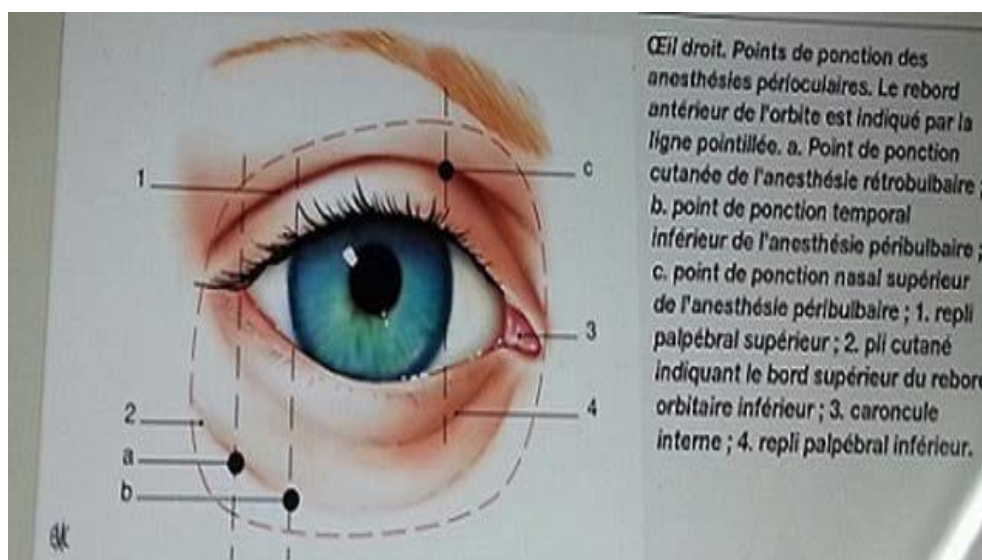 Œil droit. Points de ponction des
anesthésies périoculaires. Le rebord
antérieur de l'orbite est indiqué par la
ligne pointillée. a. Point de ponction
cutanée de l'anesthésie rétrobulbaire ;
b. point de ponction temporal
inférieur de l'anesthésie péribulbaire ;
c. point de ponction nasal supérieur
de l'anesthésie péribulbaire ; 1. repli
palpébral supérieur ; 2. pli cutané
indiquant le bord supérieur du rebord
orbitaire inférieur ; 3. caroncule
interne ; 4. repli palpébral inférieur.
1
c
3
2
4
a
b